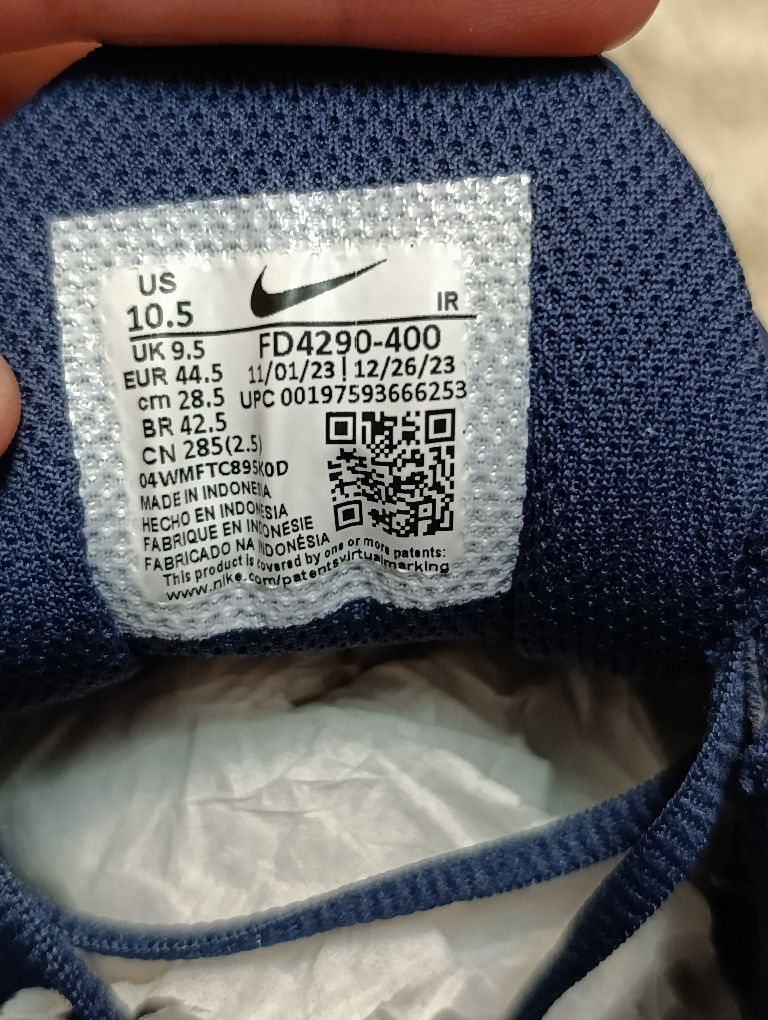 US
10.5
IR
UK 9.5
FD4290-400
EUR 44.5
11/01/23 | 12/26/23
cm 28.5
UPC 00197593666253
BR 42.5
CN 285(2.5)
04WMFTC895K0D
MADE IN INDONESIA
HECHO EN INDONESIA
FABRIQUE EN INDONESIE
FABRICADO NA INDONÉSIA
This product is covered by one or more patents:
www.nike.com/patentsvirtualmarking